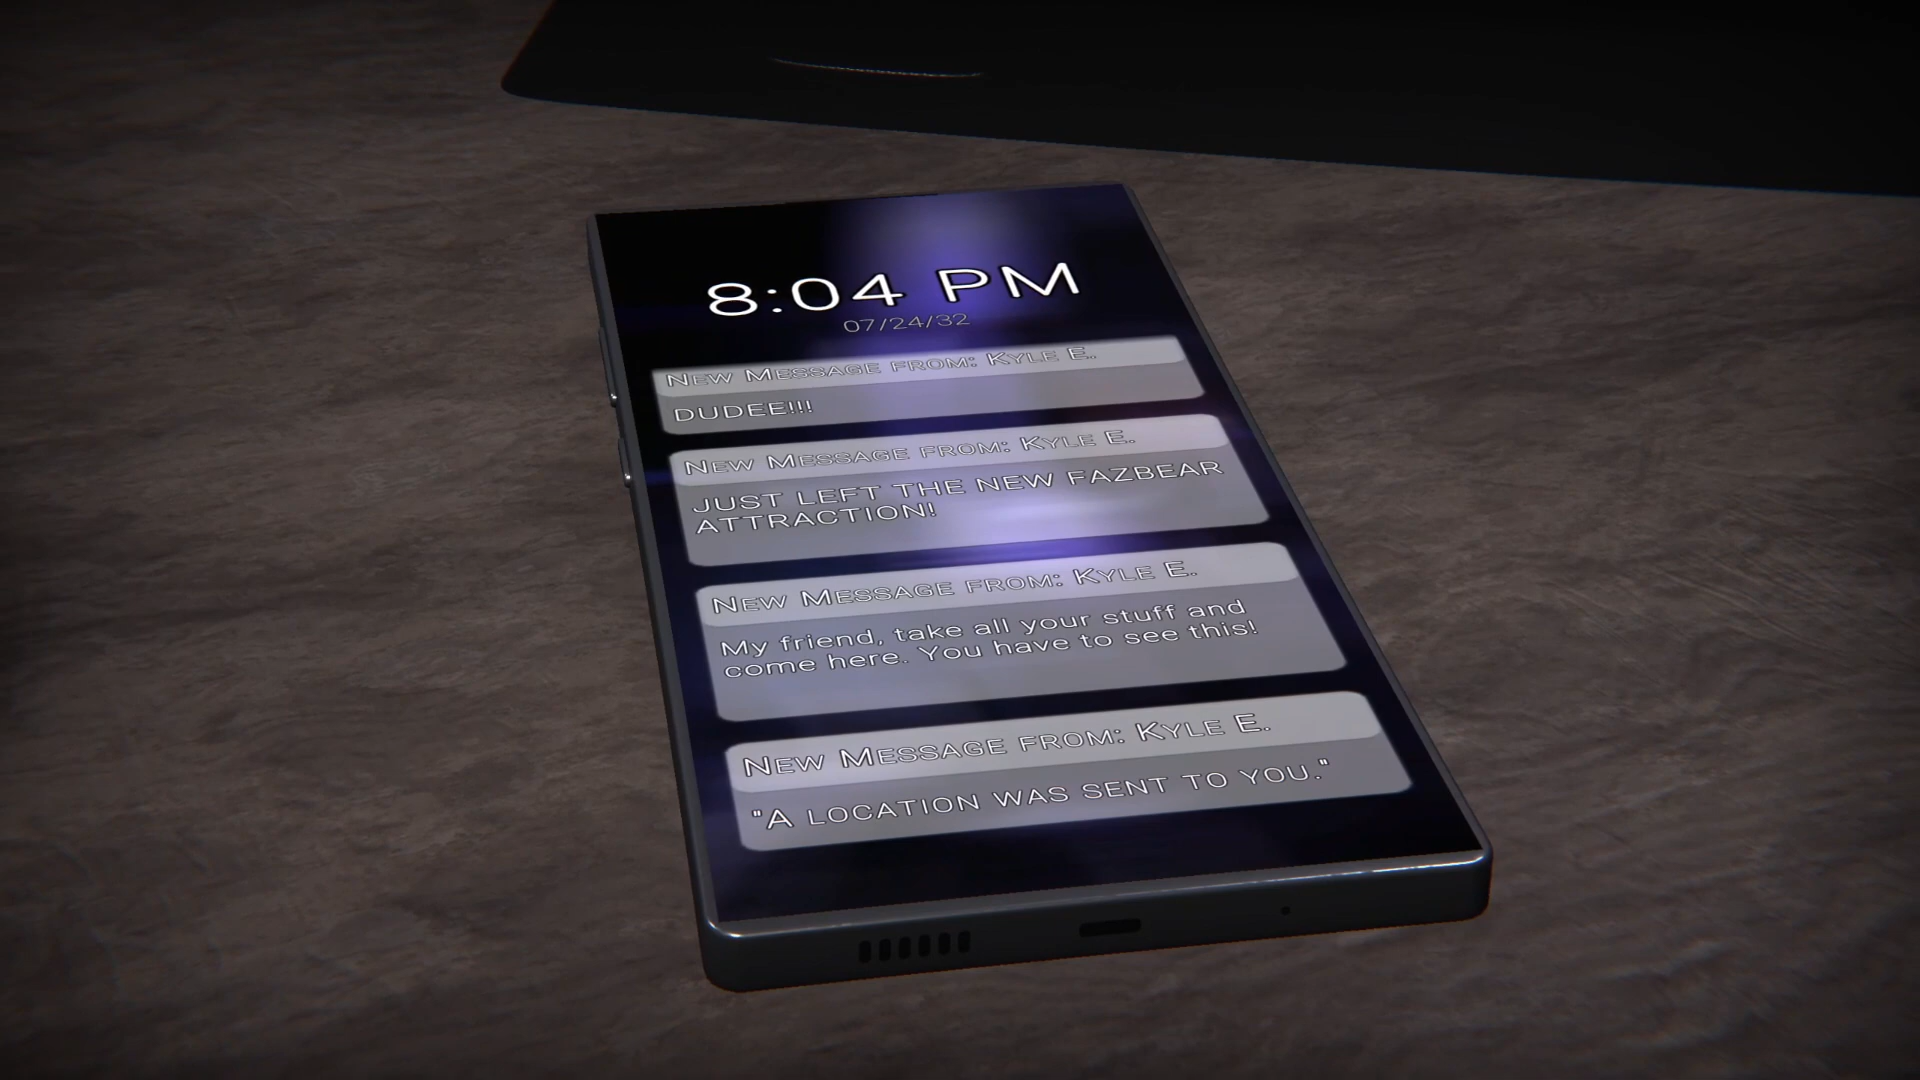 8:04 PM
07/24/32
New Message from: Kyle E.
DUDEE!!!
New Message from: Kyle E.
JUST LEFT THE NEW FAZBEAR
ATTRACTION!
New Message from: Kyle E.
My friend, take all your stuff and
come here. You have to see this!
New Message from: Kyle E.
"A LOCATION WAS SENT TO YOU."